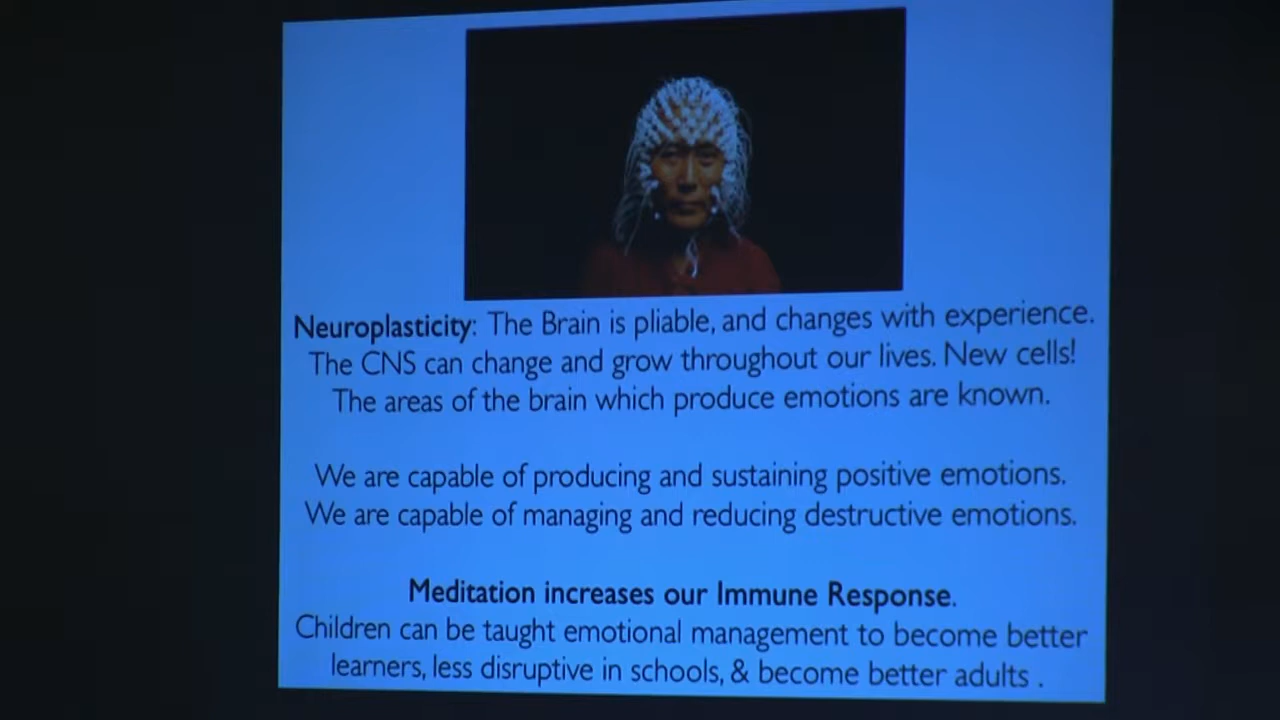 Neuroplasticity: The Brain is pliable, and changes with experience.
The CNS can change and grow throughout our lives. New cells!
The areas of the brain which produce emotions are known.
We are capable of producing and sustaining positive emotions.
We are capable of managing and reducing destructive emotions.
Meditation increases our Immune Response.
Children can be taught emotional management to become better
learners, less disruptive in schools, & become better adults .